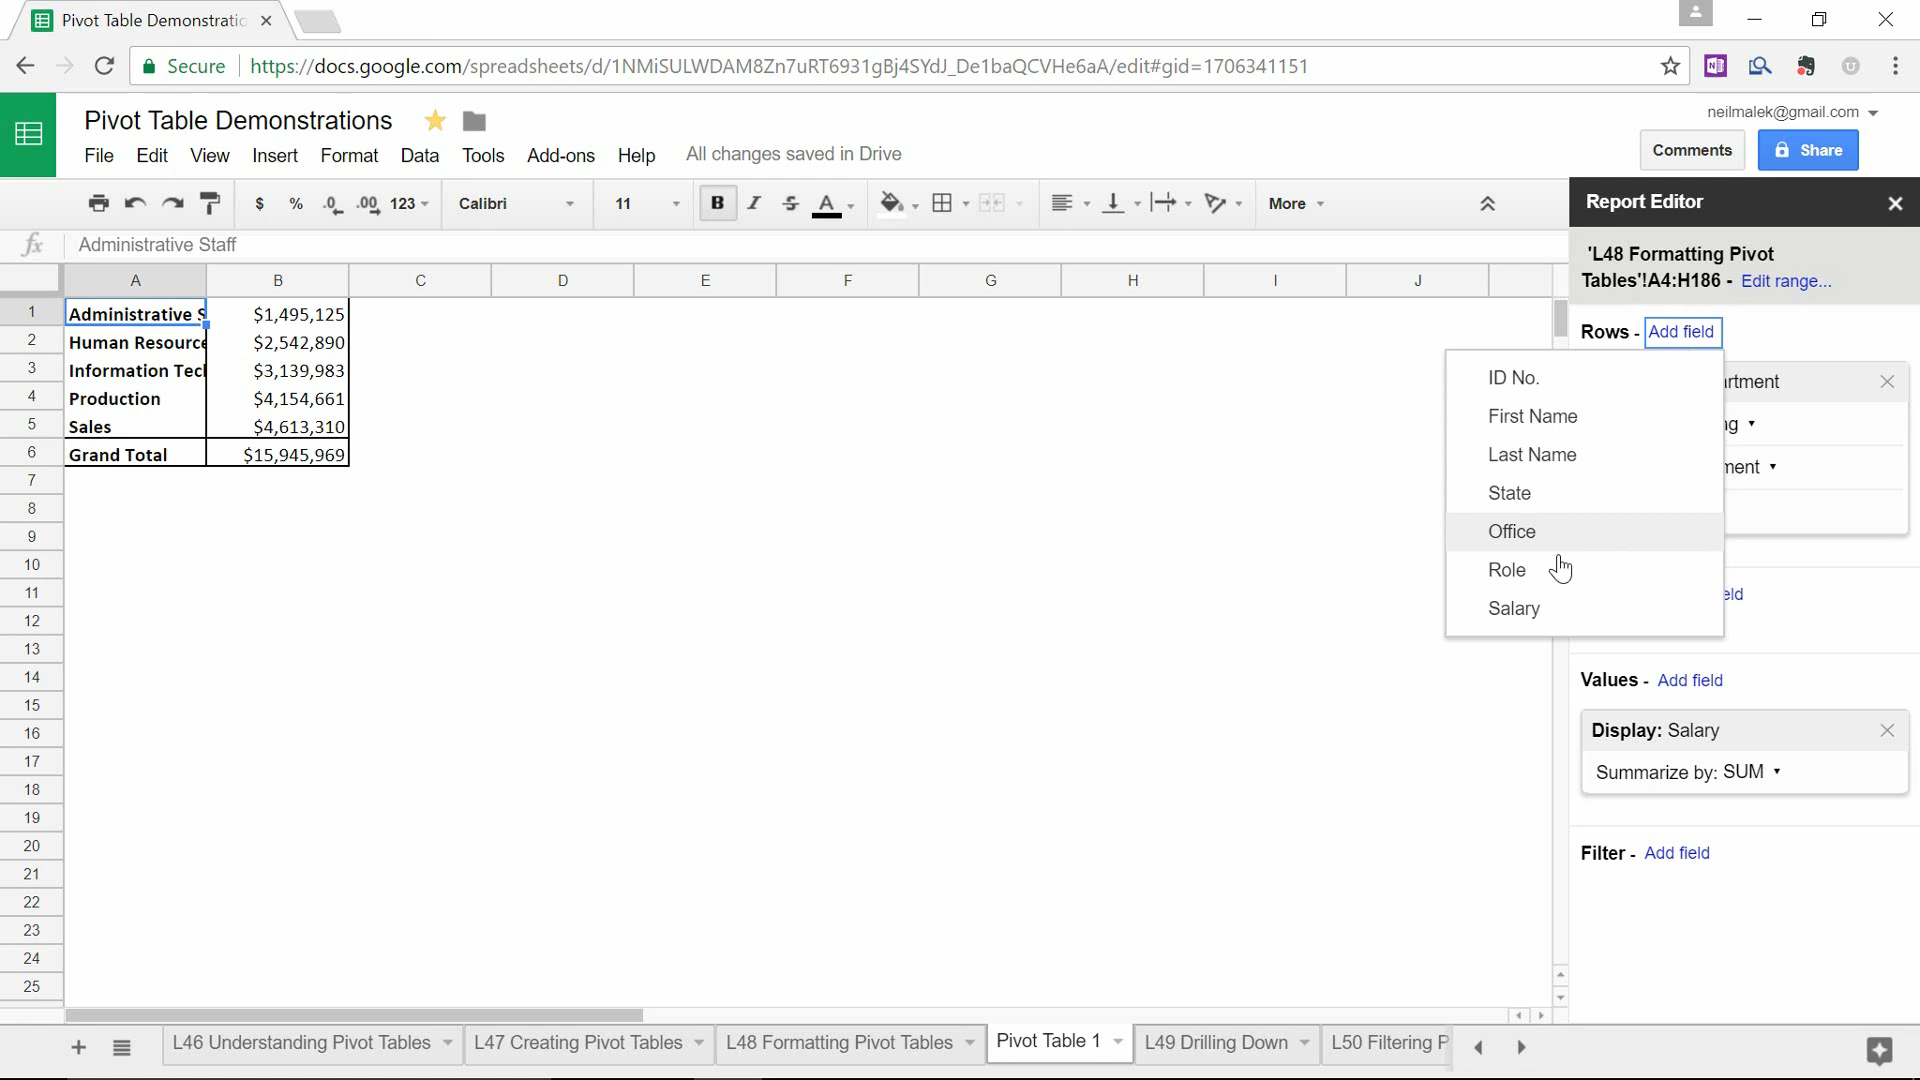 Pivot Table Demonstratic
Secure
https://docs.google.com/spreadsheets/d/1NMiSULWDAM8Zn7uRT6931gBj4SYdJ_De1baQCVHe6aA/edit#gid=1706341151
Pivot Table Demonstrations
neilmalek@gmail.com
File Edit View Insert Format Data Tools Add-ons Help All changes saved in Drive
Comments
Share
$ % .0 .00 123 Calibri 11 B I S A More
fx Administrative Staff
A B C D E F G H I J
1 Administrative S $1,495,125
2 Human Resource $2,542,890
3 Information Tecl $3,139,983
4 Production $4,154,661
5 Sales $4,613,310
6 Grand Total $15,945,969
7
8
9
10
11
12
13
14
15
16
17
18
19
20
21
22
23
24
25
Report Editor
'L48 Formatting Pivot
Tables'!A4:H186 - Edit range...
Rows - Add field
ID No.
First Name
Last Name
State
Office
Role
Salary
rtment
ng
ment
eld
Values - Add field
Display: Salary
Summarize by: SUM
Filter - Add field
L46 Understanding Pivot Tables L47 Creating Pivot Tables L48 Formatting Pivot Tables Pivot Table 1 L49 Drilling Down L50 Filtering P